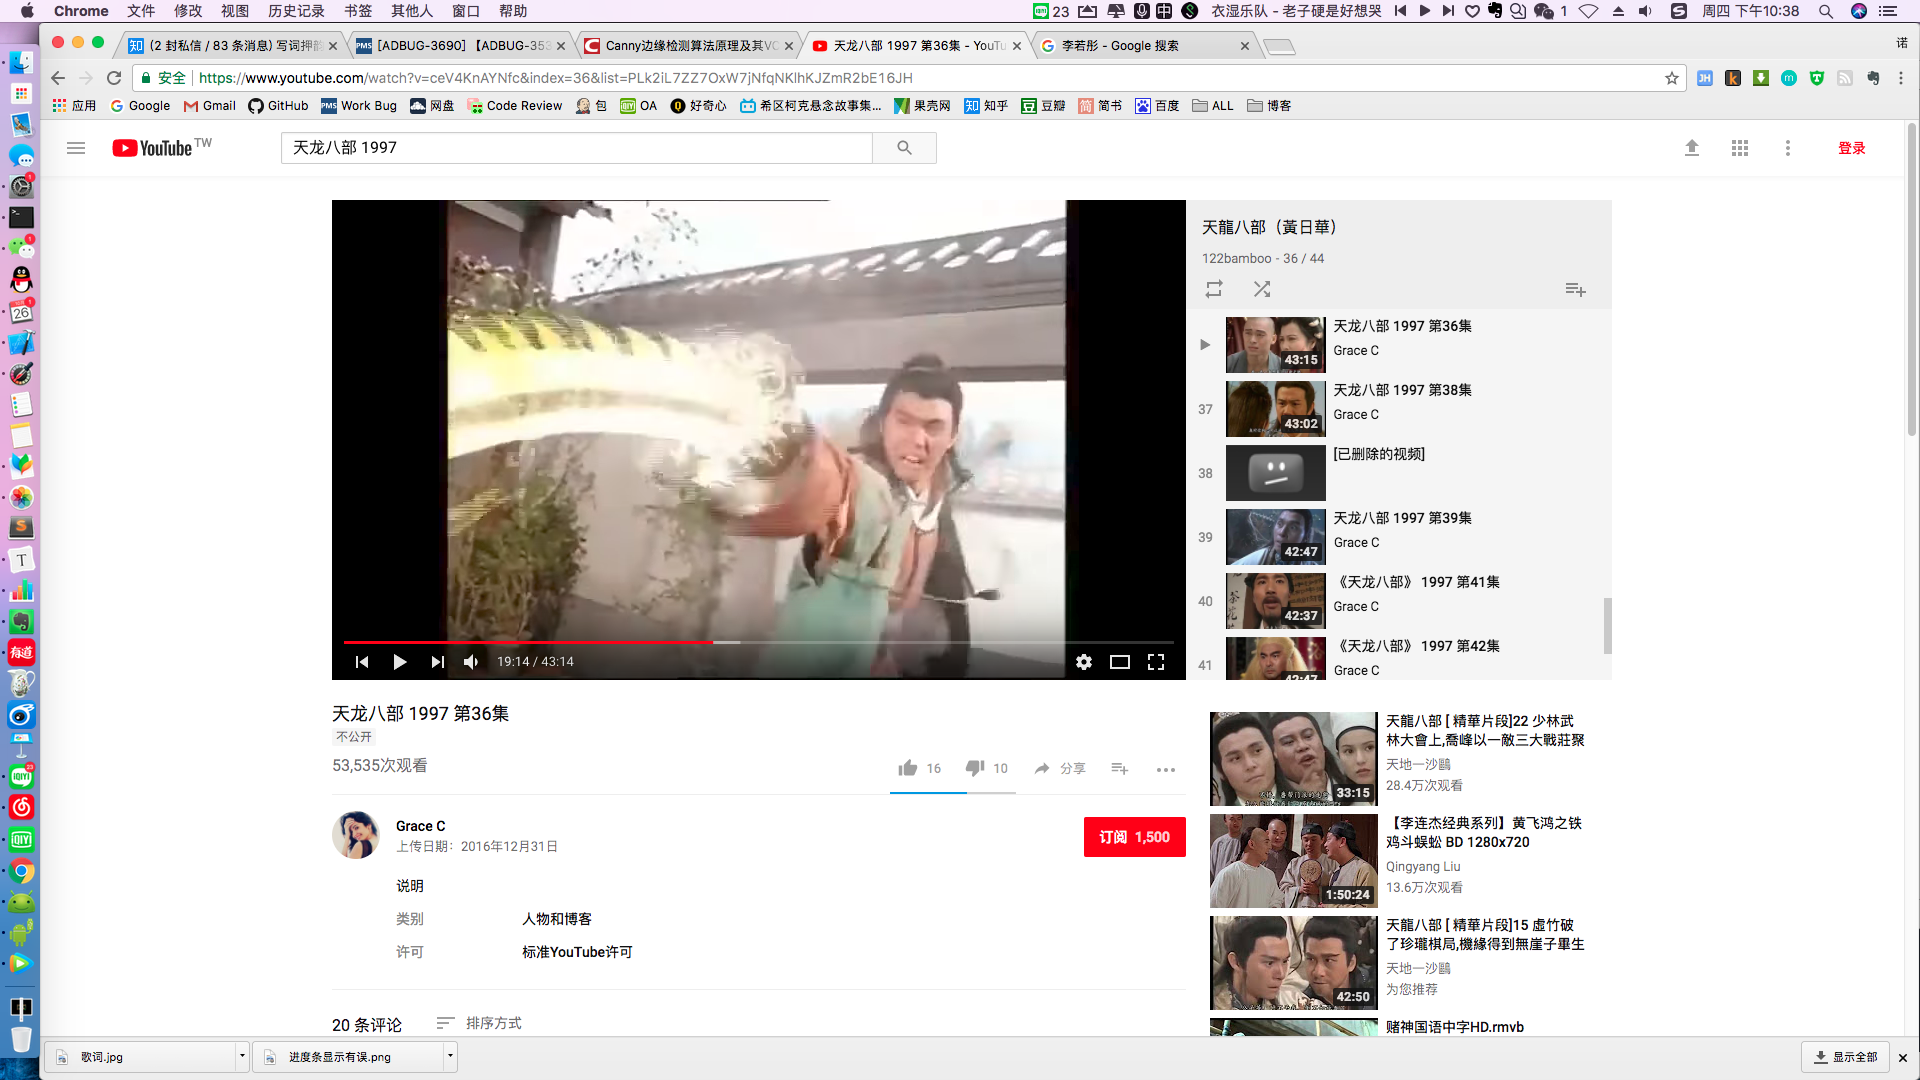 Chrome 文件 修改 视图 历史记录 书签 其他人 窗口 帮助
23 中 1 衣湿乐队 - 老子硬是好想哭 周四 下午10:38
(2 封私信 / 83 条消息) 写词押韵
[ADBUG-3690] 【ADBUG-353
Canny边缘检测算法原理及其VC
天龙八部 1997 第36集 - YouTu
李若彤 - Google 搜索
诺
安全 https://www.youtube.com/watch?v=ceV4KnAYNfc&index=36&list=PLk2iL7ZZ7OxW7jNfqNKlhKJZmR2bE16JH
应用 Google Gmail GitHub Work Bug 网盘 Code Review 包 OA 好奇心 希区柯克悬念故事集... 果壳网 知乎 豆瓣 简书 百度 ALL 博客
YouTube TW
天龙八部 1997
登录
天龍八部（黃日華）
122bamboo - 36 / 44
天龙八部 1997 第36集
Grace C
43:15
37
天龙八部 1997 第38集
Grace C
43:02
38
[已删除的视频]
39
天龙八部 1997 第39集
Grace C
42:47
40
《天龙八部》 1997 第41集
Grace C
42:37
41
《天龙八部》 1997 第42集
Grace C
42:47
19:14 / 43:14
天龙八部 1997 第36集
不公开
53,535次观看
16 10 分享
Grace C
上传日期： 2016年12月31日
订阅 1,500
说明
类别 人物和博客
许可 标准YouTube许可
20 条评论 排序方式
天龍八部 [ 精華片段]22 少林武
林大會上,喬峰以一敵三大戰莊聚
天地一沙鷗
28.4万次观看
33:15
【李连杰经典系列】黄飞鸿之铁
鸡斗蜈蚣 BD 1280x720
Qingyang Liu
13.6万次观看
1:50:24
天龍八部 [ 精華片段]15 虛竹破
了珍瓏棋局,機緣得到無崖子畢生
天地一沙鷗
为您推荐
42:50
赌神国语中字HD.rmvb
歌词.jpg
进度条显示有误.png
显示全部